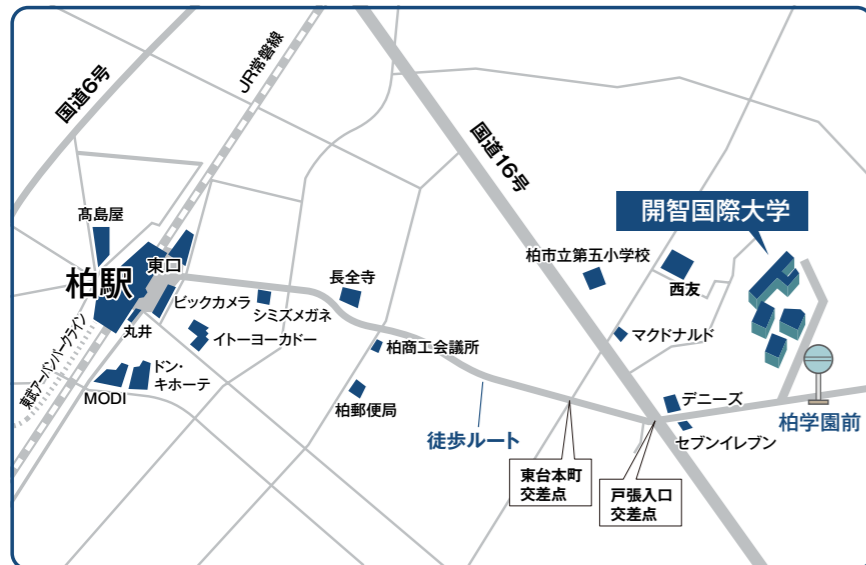 国道6号
JR常磐線
国道16号
髙島屋
柏駅
東口
開智国際大学
柏市立第五小学校
西友
長全寺
ビックカメラ
シミズメガネ
丸井
イトーヨーカドー
東武アーバンパークライン
マクドナルド
柏商工会議所
ドン・
キホーテ
MODI
柏郵便局
徒歩ルート
デニーズ
柏学園前
セブンイレブン
東台本町
交差点
戸張入口
交差点